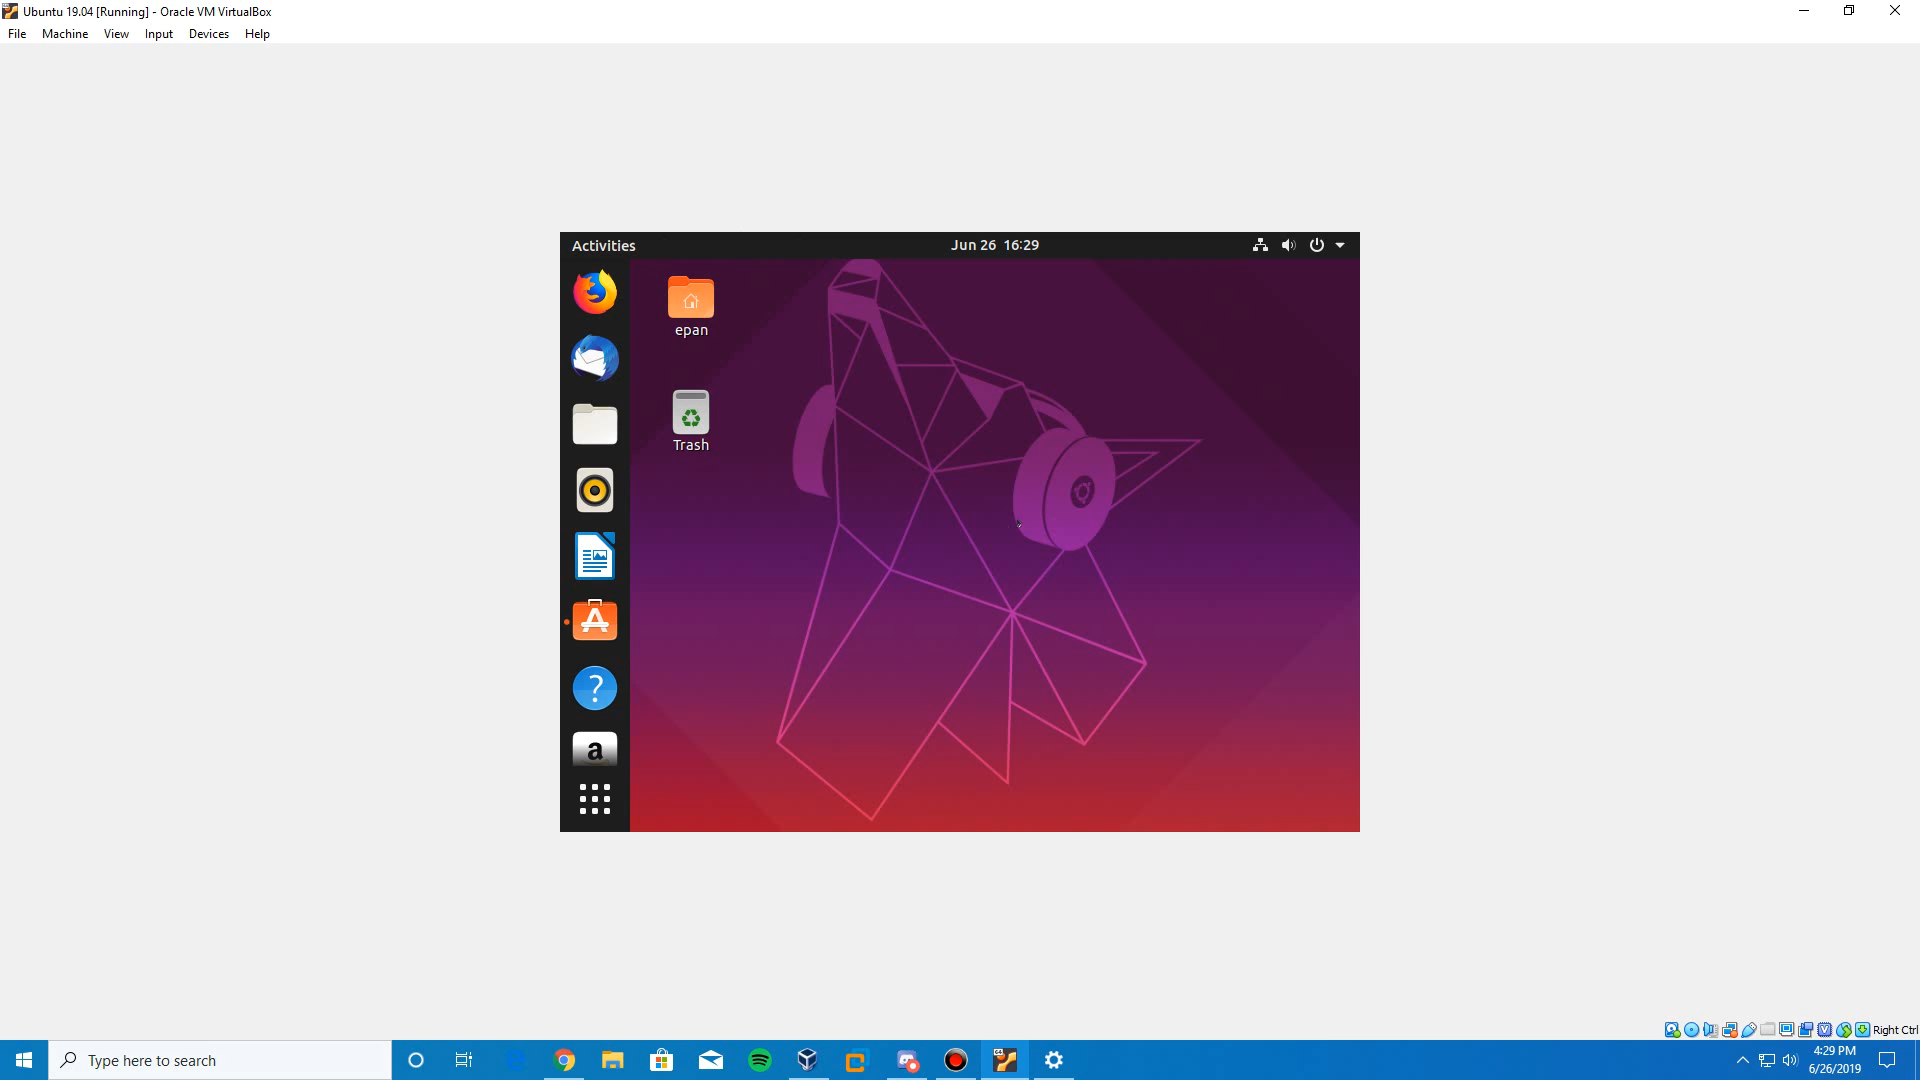 Ubuntu 19.04 [Running] - Oracle VM VirtualBox
File Machine View Input Devices Help
Activities
Jun 26 16:29
epan
Trash
?
a
Right Ctrl
Type here to search
4:29 PM
6/26/2019